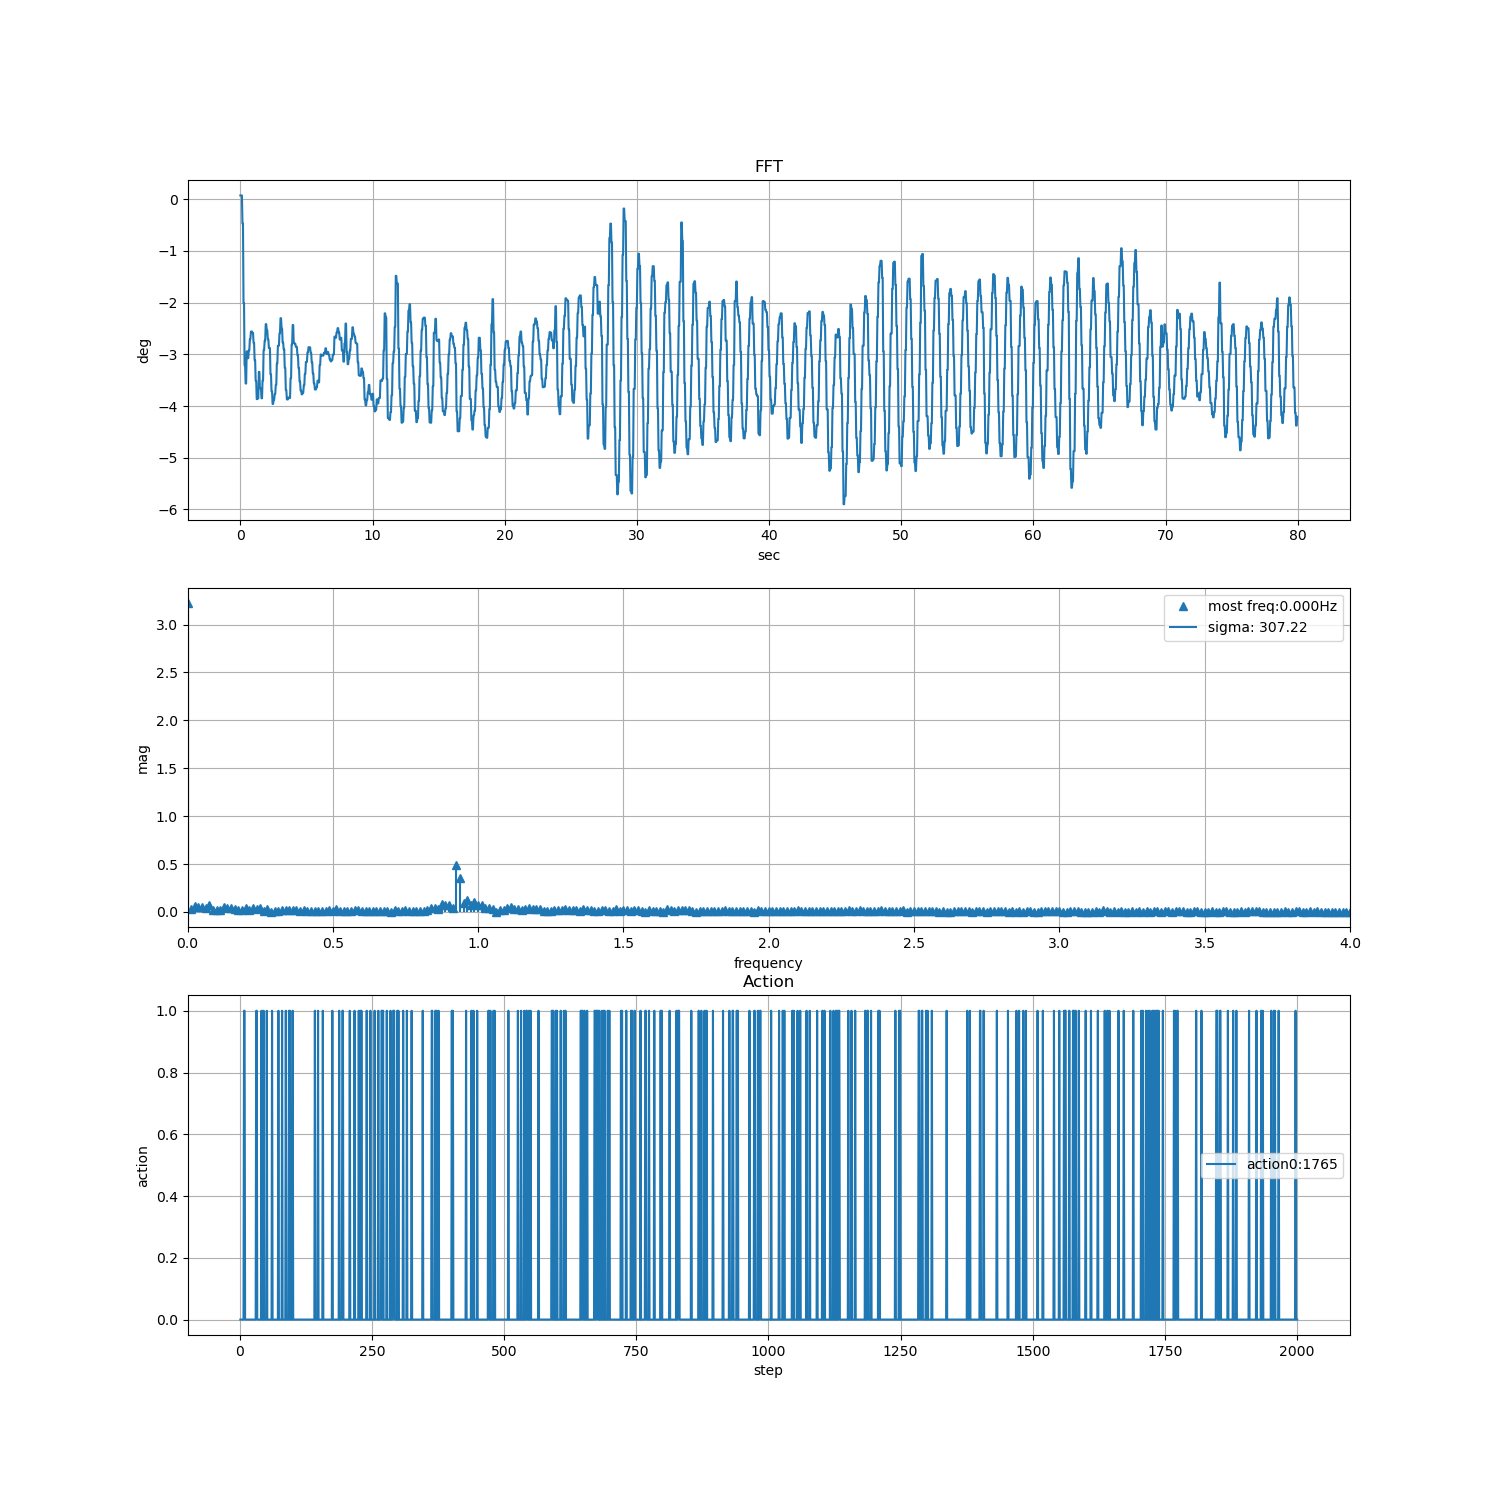 FFT
0
−1
−2
−3
−4
−5
−6
deg
0 10 20 30 40 50 60 70 80
sec
most freq:0.000Hz
sigma: 307.22
3.0
2.5
2.0
1.5
1.0
0.5
0.0
mag
0.0 0.5 1.0 1.5 2.0 2.5 3.0 3.5 4.0
frequency
Action
1.0
0.8
0.6
0.4
0.2
0.0
action
action0:1765
0 250 500 750 1000 1250 1500 1750 2000
step